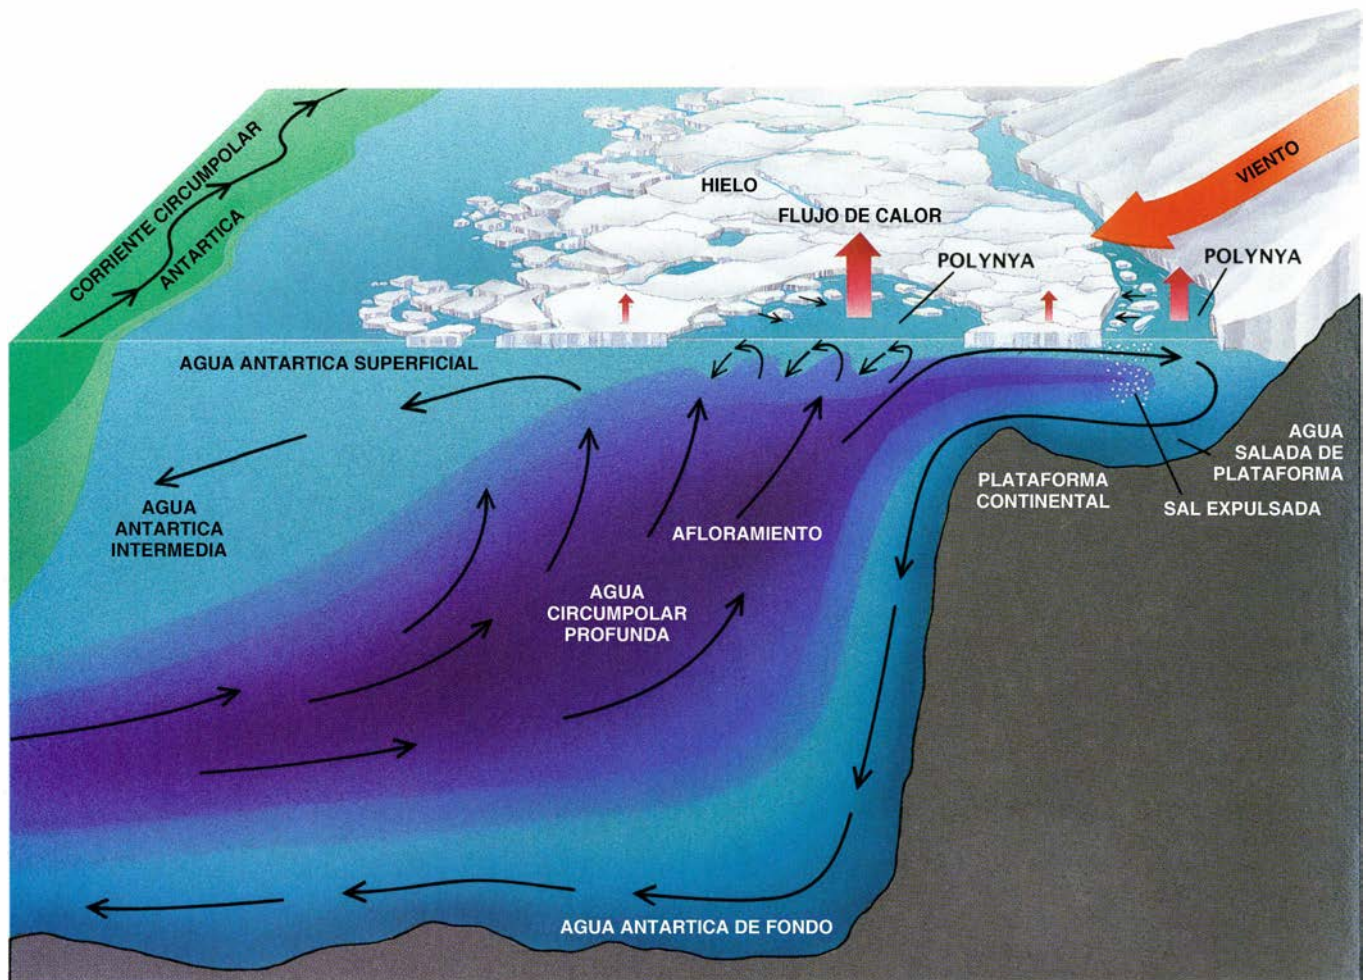 CORRIENTE CIRCUMPOLAR
ANTARTICA
HIELO
FLUJO DE CALOR
VIENTO
POLYNYA
POLYNYA
AGUA ANTARTICA SUPERFICIAL
AGUA
ANTARTICA
INTERMEDIA
AFLORAMIENTO
AGUA
CIRCUMPOLAR
PROFUNDA
PLATAFORMA
CONTINENTAL
AGUA
SALADA DE
PLATAFORMA
SAL EXPULSADA
AGUA ANTARTICA DE FONDO